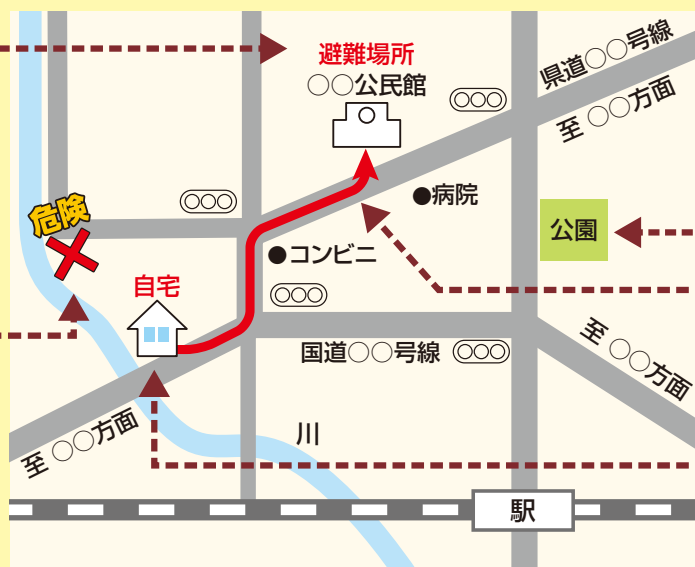 避難場所
○○公民館
県道○○号線
至 ○○方面
●病院
危険
公園
●コンビニ
自宅
国道○○号線
至 ○○方面
至 ○○方面
川
駅